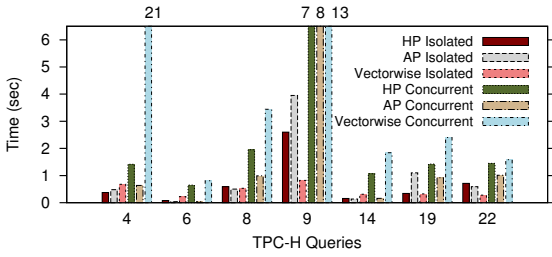 21 7 8 13
6
5
4
3
2
1
0
Time (sec)
HP Isolated
AP Isolated
Vectorwise Isolated
HP Concurrent
AP Concurrent
Vectorwise Concurrent
4 6 8 9 14 19 22
TPC-H Queries